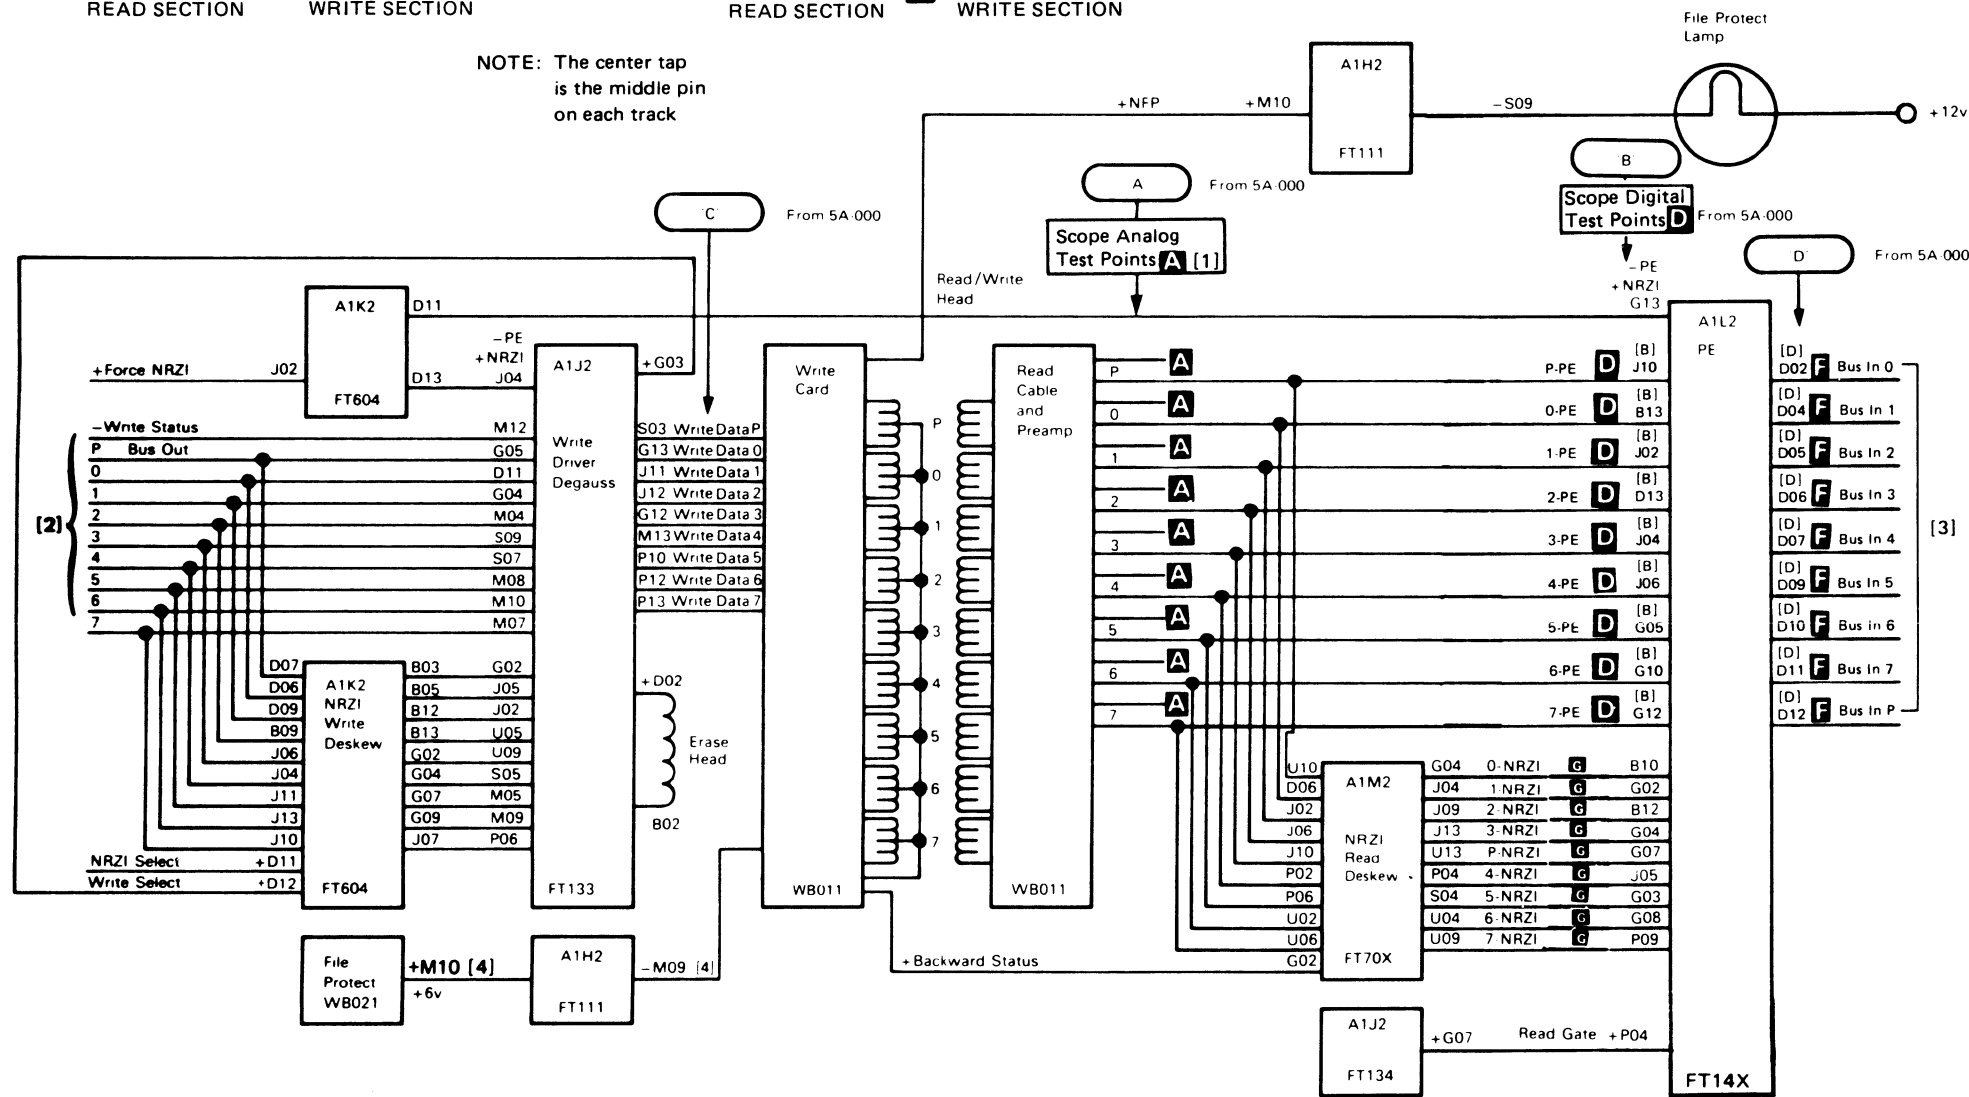 READ SECTION WRITE SECTION
READ SECTION WRITE SECTION
NOTE: The center tap
is the middle pin
on each track
File Protect
Lamp
A1H2
+NFP +M10
-S09
+12v
FT111
'B'
Scope Digital
Test Points D From 5A-000
A From 5A-000
Scope Analog
Test Points A [1]
'C' From 5A-000
D' From 5A-000
Read/Write
Head
-PE
+NRZI
G13
A1K2 D11
+Force NRZI J02
D13
FT604
-PE
+NRZI
J04
A1J2 +G03
Write
Driver
Degauss
-Write Status M12
P Bus Out G05
0 D11
1 G04
[2] 2 M04
3 S09
4 S07
5 M08
6 M10
7 M07
S03 Write Data P
G13 Write Data 0
J11 Write Data 1
J12 Write Data 2
G12 Write Data 3
M13 Write Data 4
P10 Write Data 5
P12 Write Data 6
P13 Write Data 7
Write
Card
P
0
1
2
3
4
5
6
7
WB011
Read
Cable
and
Preamp
WB011
P A
0 A
1 A
2 A
3 A
4 A
5 A
6 A
7 A
[B]
P-PE D J10
[B]
0-PE D B13
[B]
1-PE D J02
[B]
2-PE D D13
[B]
3-PE D J04
[B]
4-PE D J06
[B]
5-PE D G05
[B]
6-PE D G10
[B]
7-PE D G12
A1L2
PE
[D]
D02 F Bus In 0
[D]
D04 F Bus In 1
[D]
D05 F Bus In 2
[D]
D06 F Bus In 3
[D]
D07 F Bus In 4
[D]
D09 F Bus In 5
[D]
D10 F Bus in 6
[D]
D11 F Bus In 7
[D]
D12 F Bus In P
[3]
D07 B03 G02
D06 B05 J05
D09 B12 J02
B09 B13 U05
J06 G02 U09
J04 G04 S05
J11 G07 M05
J13 G09 M09
J10 J07 P06
A1K2
NRZI
Write
Deskew
NRZI Select +D11
Write Select +D12
FT604
FT133
+D02
Erase
Head
B02
U10
D06
J02
J06
J10
P02
P06
U02
U06
G02
A1M2
NRZI
Read
Deskew
FT70X
G04 0-NRZI G B10
J04 1-NRZI G G02
J09 2-NRZI G B12
J13 3-NRZI G G04
U13 P-NRZI G G07
P04 4-NRZI G J05
S04 5-NRZI G G03
U04 6-NRZI G G08
U09 7-NRZI G P09
+Backward Status
File
Protect
WB021
+M10 [4]
+6v
A1H2
FT111
-M09 [4]
A1J2
FT134
+G07 Read Gate +P04
FT14X